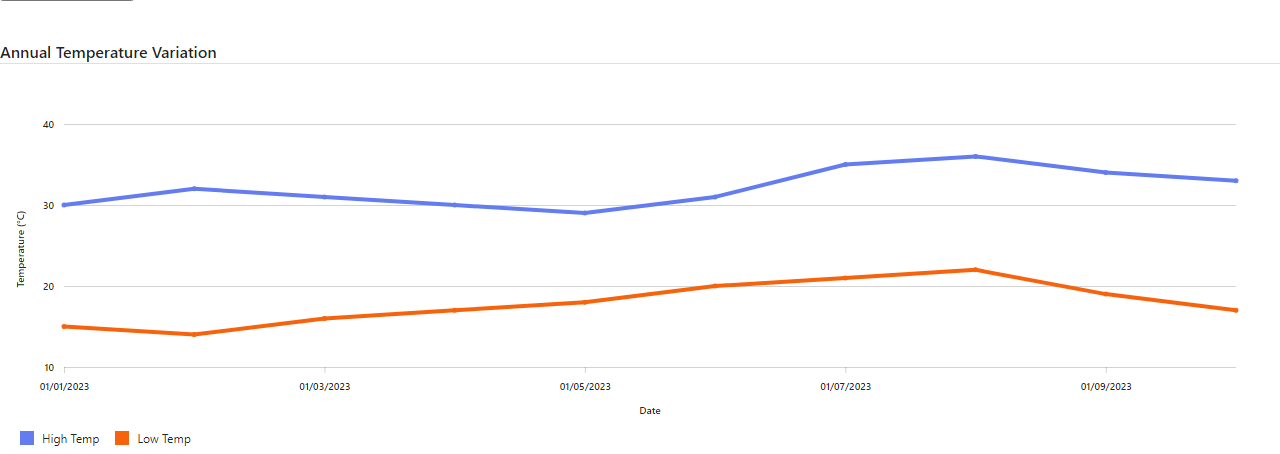 Annual Temperature Variation
40
30
20
10
Temperature (°C)
01/01/2023 01/03/2023 01/05/2023 01/07/2023 01/09/2023
Date
High Temp Low Temp